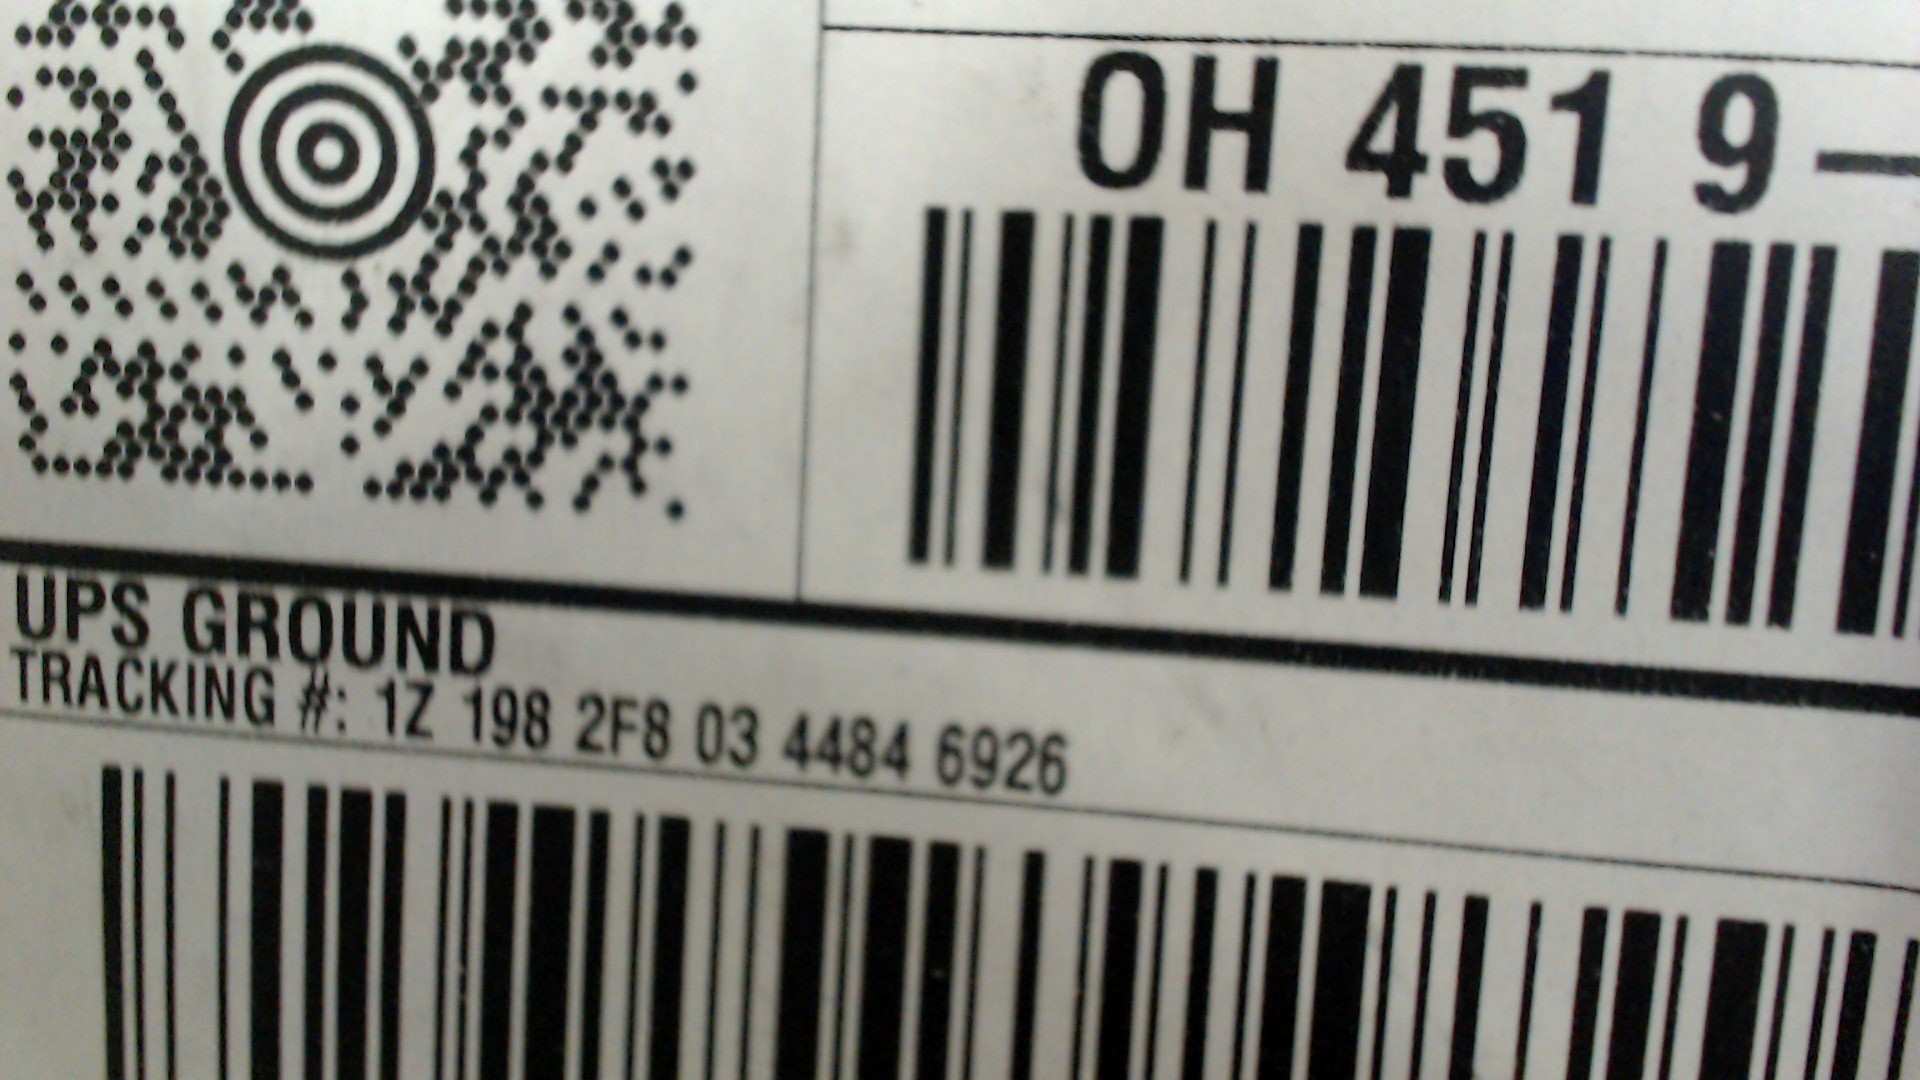 OH 451 9–
UPS GROUND
TRACKING #: 1Z 198 2F8 03 4484 6926